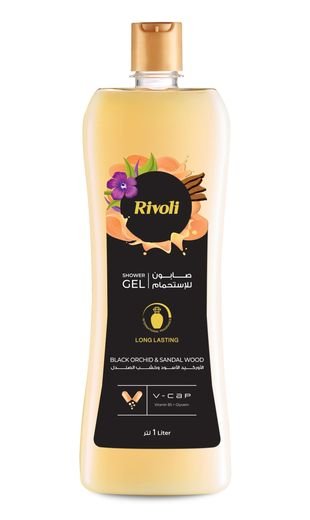 Rivoli
SHOWER GEL
صابون للإستحمام
LONG LASTING
BLACK ORCHID & SANDAL WOOD
الأوركيد الأسود وخشب الصندل
V-CAP
Vitamin B5 + Glycerin
1 لتر Liter